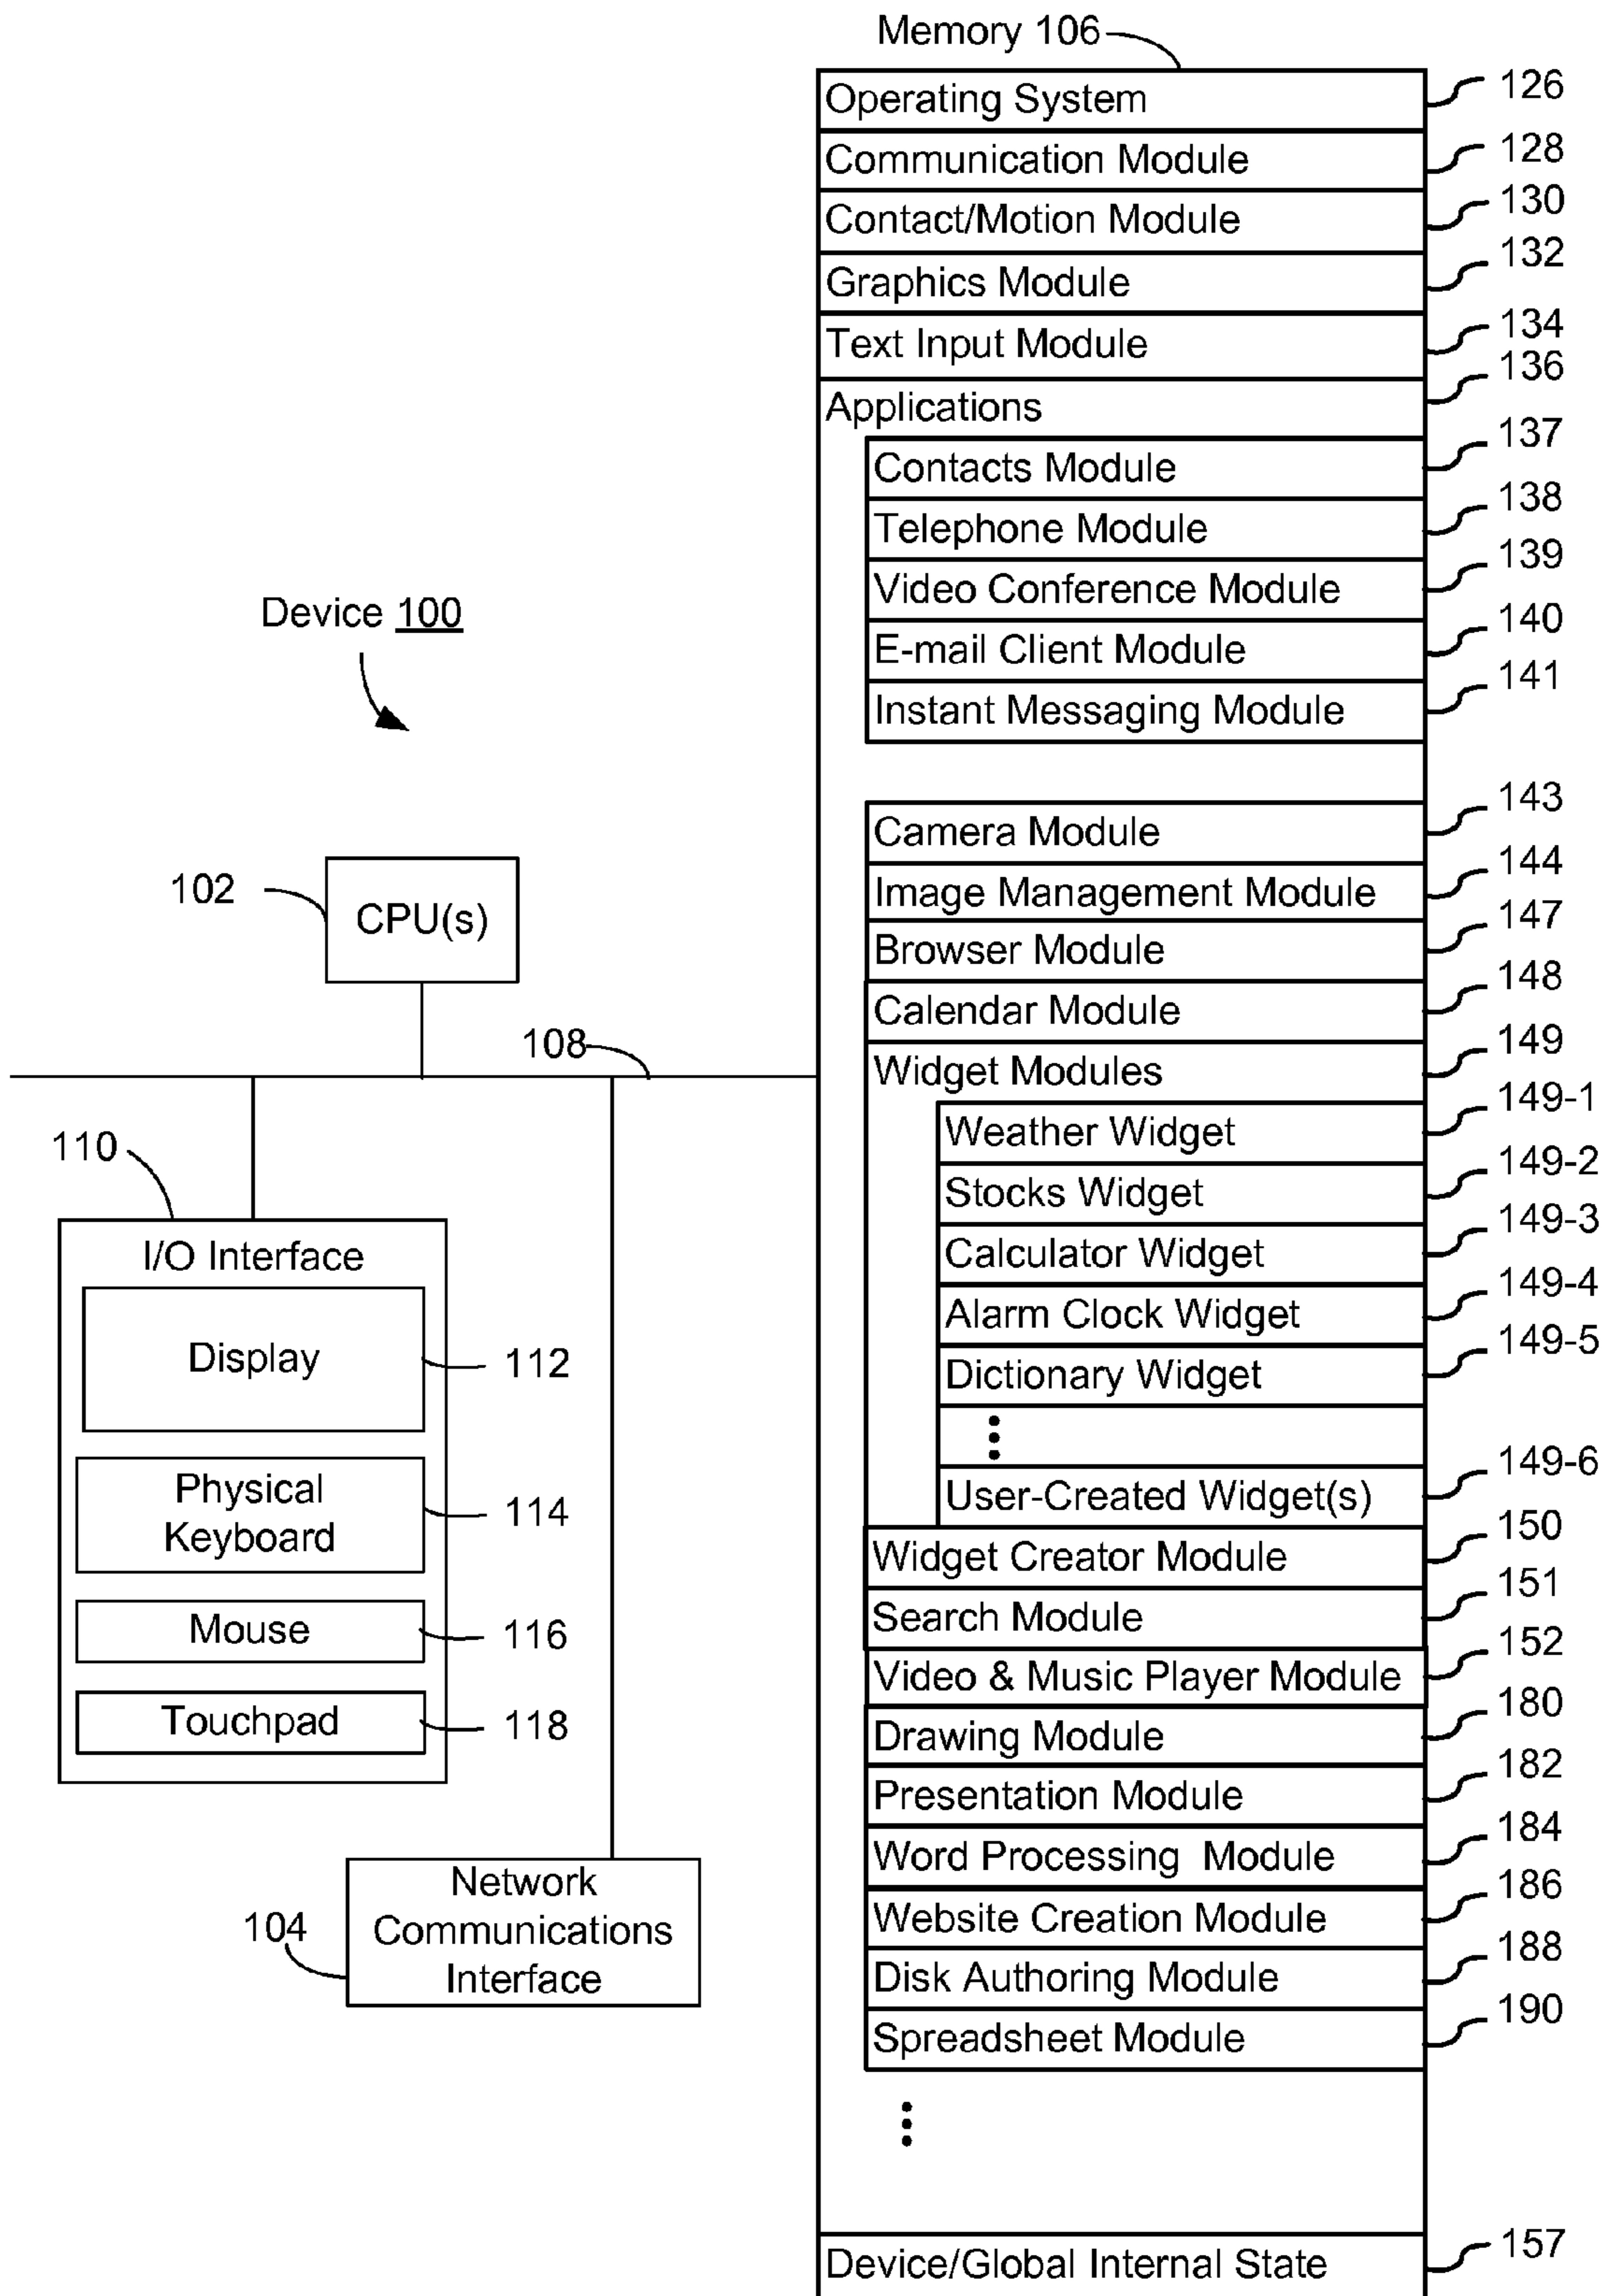 Memory 106
Operating System
126
Communication Module
128
Contact/Motion Module
130
Graphics Module
132
Text Input Module
134
Applications
136
Contacts Module
137
Telephone Module
138
Video Conference Module
139
E-mail Client Module
140
Instant Messaging Module
141
Camera Module
143
Image Management Module
144
Browser Module
147
Calendar Module
148
Widget Modules
149
Weather Widget
149-1
Stocks Widget
149-2
Calculator Widget
149-3
Alarm Clock Widget
149-4
Dictionary Widget
149-5
User-Created Widget(s)
149-6
Widget Creator Module
150
Search Module
151
Video & Music Player Module
152
Drawing Module
180
Presentation Module
182
Word Processing  Module
184
Website Creation Module
186
Disk Authoring Module
188
Spreadsheet Module
190
Device/Global Internal State
157
Device 100
102
CPU(s)
108
110
I/O Interface
Display
112
Physical
Keyboard
114
Mouse
116
Touchpad
118
104
Network
Communications
Interface